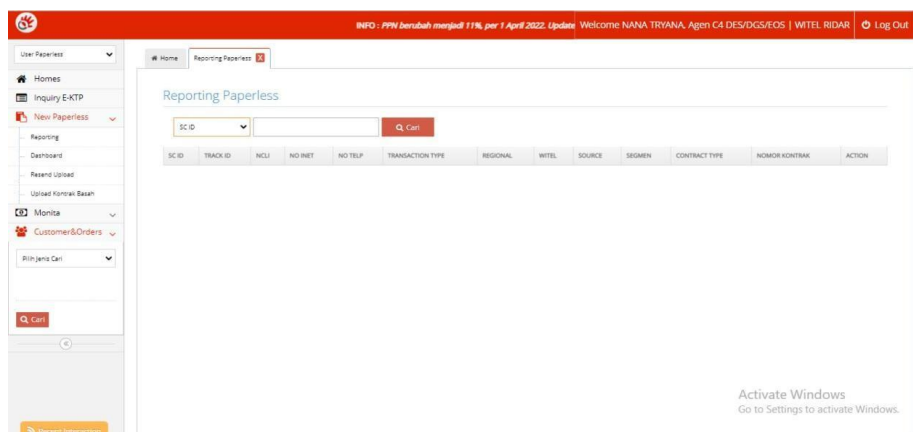 INFO : PPN berubah menjadi 11%, per 1 April 2022. Update Welcome NANA TRYANA, Agen C4 DES/DGS/EOS | WITEL RIDAR Log Out
User Paperless
Home Reporting Paperless X
Homes
Inquiry E-KTP
New Paperless
Reporting
Dashboard
Resend Upload
Upload Kontrak Basah
Monita
Customer&Orders
Pilih Jenis Cari
Cari
Reporting Paperless
SC ID Cari
SC ID TRACK ID NCLI NO INET NO TELP TRANSACTION TYPE REGIONAL WITEL SOURCE SEGMEN CONTRACT TYPE NOMOR KONTRAK ACTION
Activate Windows
Go to Settings to activate Windows.